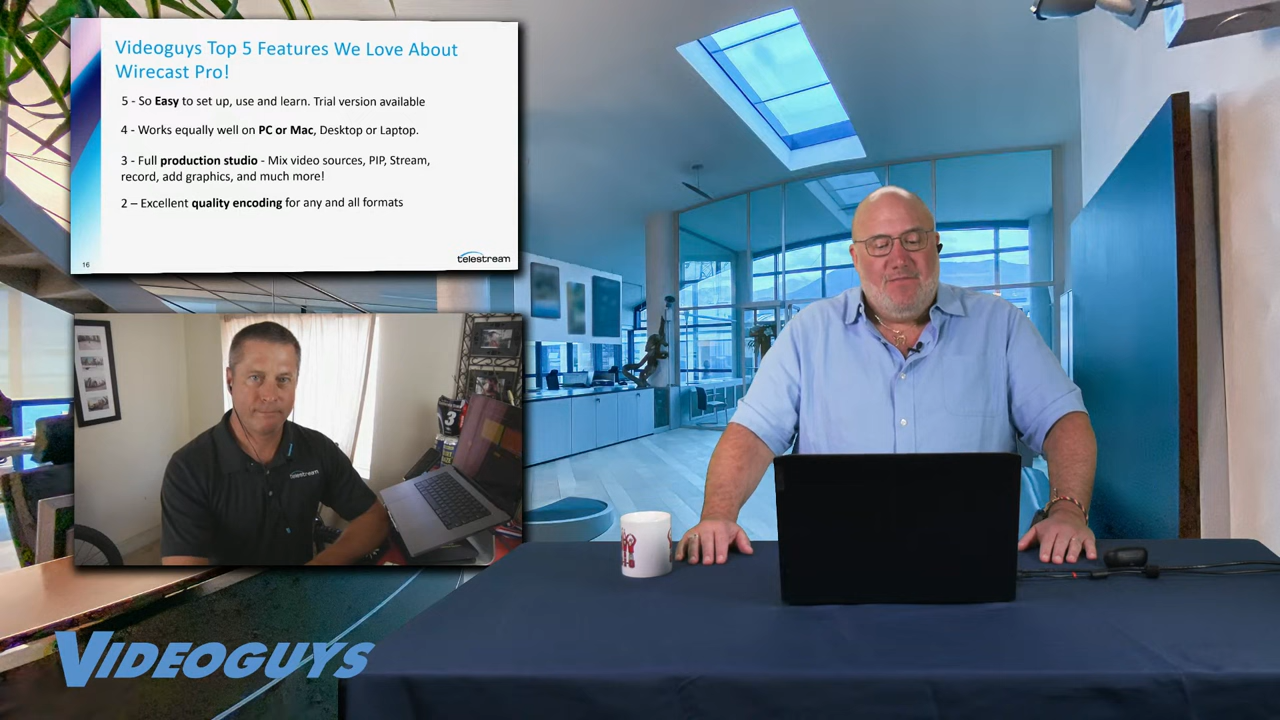 Videoguys Top 5 Features We Love About
Wirecast Pro!
5 - So Easy to set up, use and learn. Trial version available
4 - Works equally well on PC or Mac, Desktop or Laptop.
3 - Full production studio - Mix video sources, PIP, Stream,
record, add graphics, and much more!
2 – Excellent quality encoding for any and all formats
16
telestream
telestream
3
VIDEOGUYS